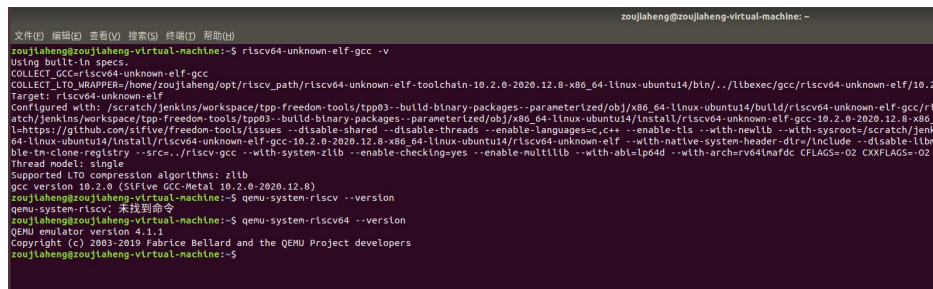 zoujiaheng@zoujiaheng-virtual-machine: ~
文件(F) 编辑(E) 查看(V) 搜索(S) 终端(T) 帮助(H)
zoujiaheng@zoujiaheng-virtual-machine:~$ riscv64-unknown-elf-gcc -v
Using built-in specs.
COLLECT_GCC=riscv64-unknown-elf-gcc
COLLECT_LTO_WRAPPER=/home/zoujiaheng/opt/riscv_path/riscv64-unknown-elf-toolchain-10.2.0-2020.12.8-x86_64-linux-ubuntu14/bin/../libexec/gcc/riscv64-unknown-elf/10.2
Target: riscv64-unknown-elf
Configured with: /scratch/jenkins/workspace/tpp-freedom-tools/tpp03--build-binary-packages--parameterized/obj/x86_64-linux-ubuntu14/build/riscv64-unknown-elf-gcc/ri
atch/jenkins/workspace/tpp-freedom-tools/tpp03--build-binary-packages--parameterized/obj/x86_64-linux-ubuntu14/install/riscv64-unknown-elf-gcc-10.2.0-2020.12.8-x86_
l=https://github.com/sifive/freedom-tools/issues --disable-shared --disable-threads --enable-languages=c,c++ --enable-tls --with-newlib --with-sysroot=/scratch/jenk
64-linux-ubuntu14/install/riscv64-unknown-elf-gcc-10.2.0-2020.12.8-x86_64-linux-ubuntu14/riscv64-unknown-elf --with-native-system-header-dir=/include --disable-libm
ble-tm-clone-registry --src=../riscv-gcc --with-system-zlib --enable-checking=yes --enable-multilib --with-abi=lp64d --with-arch=rv64imafdc CFLAGS=-O2 CXXFLAGS=-O2
Thread model: single
Supported LTO compression algorithms: zlib
gcc version 10.2.0 (SiFive GCC-Metal 10.2.0-2020.12.8)
zoujiaheng@zoujiaheng-virtual-machine:~$ qemu-system-riscv --version
qemu-system-riscv：未找到命令
zoujiaheng@zoujiaheng-virtual-machine:~$ qemu-system-riscv64 --version
QEMU emulator version 4.1.1
Copyright (c) 2003-2019 Fabrice Bellard and the QEMU Project developers
zoujiaheng@zoujiaheng-virtual-machine:~$